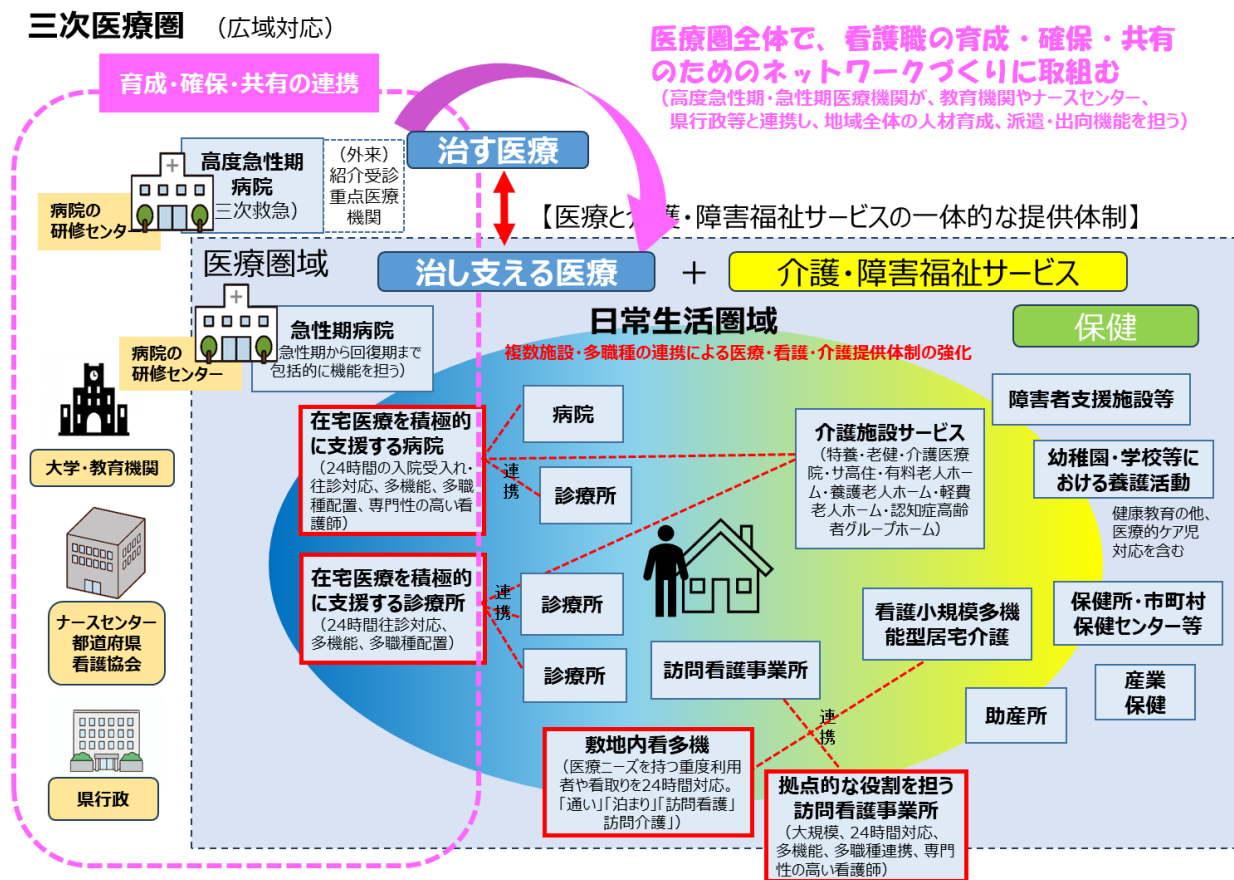 三次医療圏 （広域対応）
育成・確保・共有の連携
医療圏全体で、看護職の育成・確保・共有
のためのネットワークづくりに取組む
（高度急性期・急性期医療機関が、教育機関やナースセンター、
県行政等と連携し、地域全体の人材育成、派遣・出向機能を担う）
高度急性期
病院
三次救急）
（外来）
紹介受診
重点医療
機関
治す医療
病院の
研修センター
【医療と介護・障害福祉サービスの一体的な提供体制】
医療圏域
治し支える医療
＋
介護・障害福祉サービス
日常生活圏域
保健
複数施設・多職種の連携による医療・看護・介護提供体制の強化
急性期病院
急性期から回復期まで
包括的に機能を担う）
病院の
研修センター
大学・教育機関
ナースセンター
都道府県
看護協会
県行政
在宅医療を積極的
に支援する病院
（24時間の入院受入れ・
往診対応、多機能、多職
種配置、専門性の高い看
護師）
連携
病院
診療所
在宅医療を積極的
に支援する診療所
（24時間往診対応、
多機能、多職種配置）
連携
診療所
診療所
介護施設サービス
（特養・老健・介護医療
院・サ高住・有料老人ホー
ム・養護老人ホーム・軽費
老人ホーム・認知症高齢
者グループホーム）
障害者支援施設等
幼稚園・学校等に
おける養護活動
健康教育の他、
医療的ケア児
対応を含む
看護小規模多機
能型居宅介護
保健所・市町村
保健センター等
訪問看護事業所
産業
保健
助産所
連携
敷地内看多機
（医療ニーズを持つ重度利用
者や看取りを24時間対応。
「通い」「泊まり」「訪問看護」
訪問介護」）
拠点的な役割を担う
訪問看護事業所
（大規模、24時間対応、
多機能、多職種連携、専門
性の高い看護師）